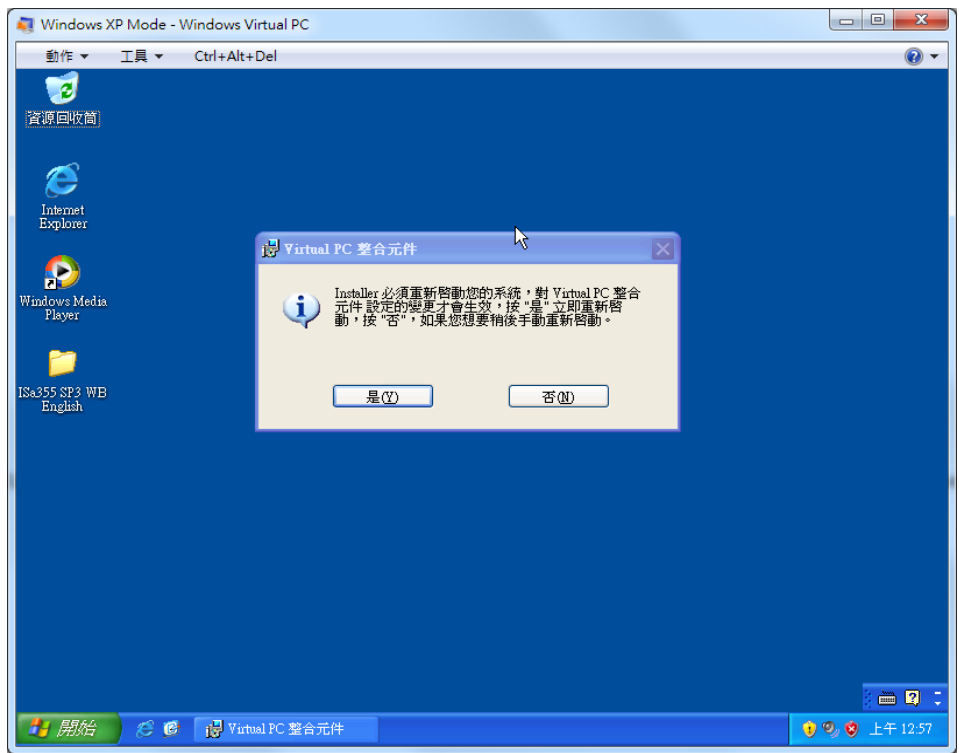 Windows XP Mode - Windows Virtual PC
動作 工具 Ctrl+Alt+Del
資源回收筒
Internet
Explorer
Windows Media
Player
ISa355 SP3 WB
English
Virtual PC 整合元件
Installer 必須重新啟動您的系統，對 Virtual PC 整合
元件 設定的變更才會生效，按 "是" 立即重新啟
動，按 "否"，如果您想要稍後手動重新啟動。
是(Y) 否(N)
開始 Virtual PC 整合元件 上午 12:57